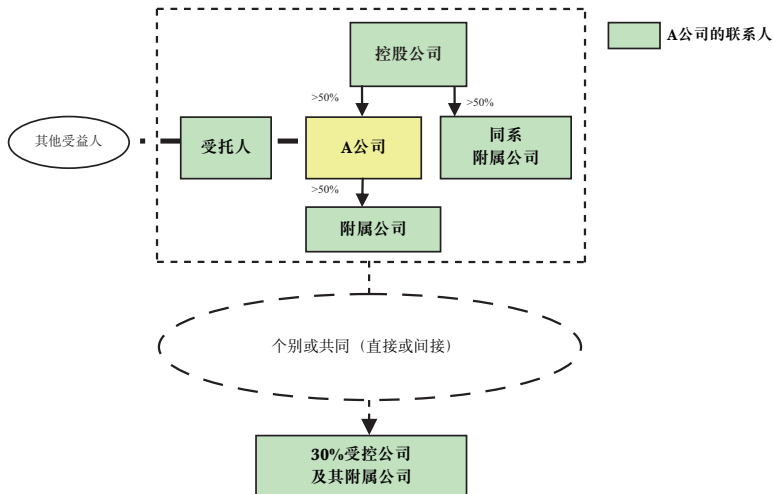 控股公司
A公司的联系人
>50%
>50%
其他受益人
受托人
A公司
同系
附属公司
>50%
附属公司
个别或共同（直接或间接）
30%受控公司
及其附属公司